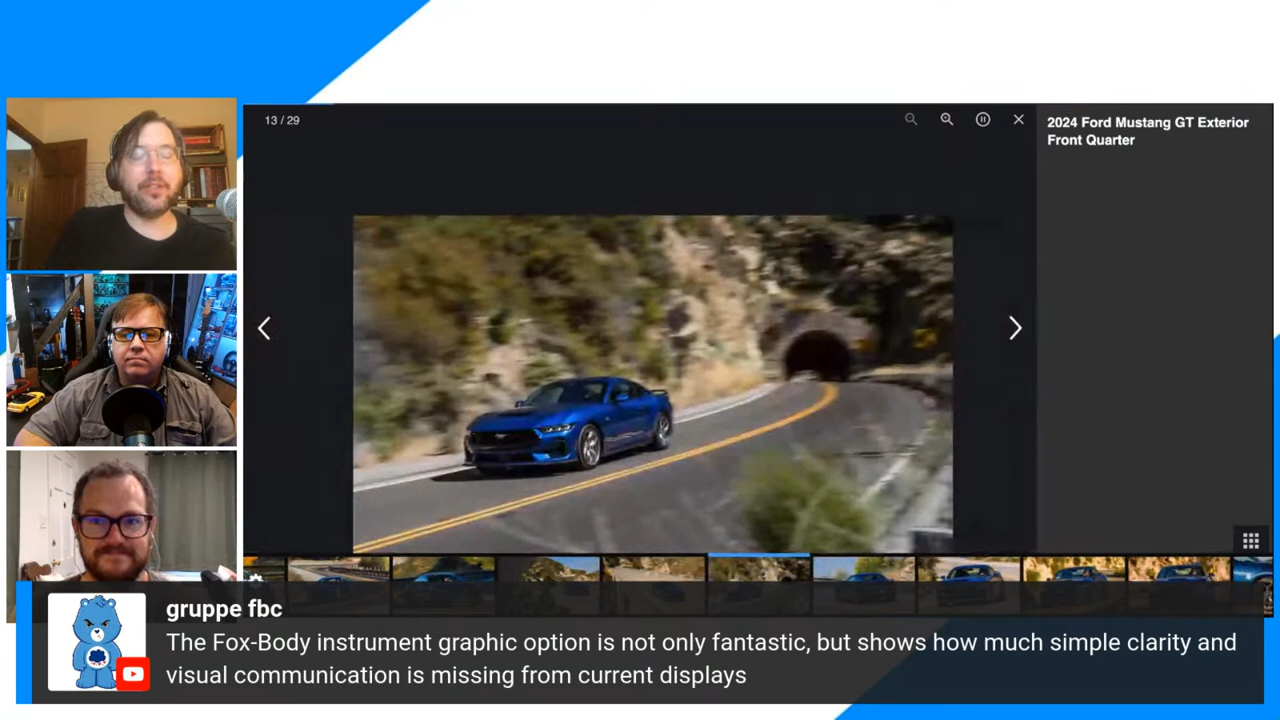 13 / 29
2024 Ford Mustang GT Exterior
Front Quarter
gruppe fbc
The Fox-Body instrument graphic option is not only fantastic, but shows how much simple clarity and
visual communication is missing from current displays